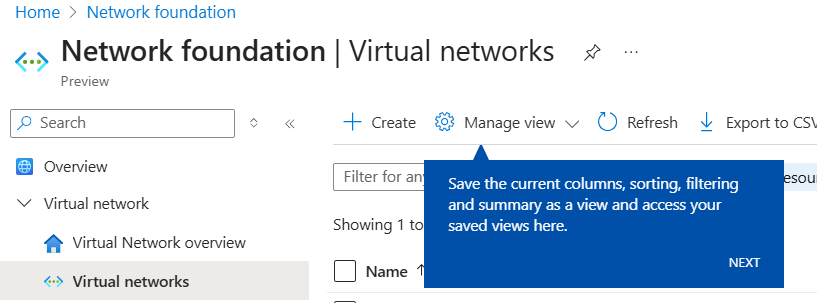 Home > Network foundation
Network foundation | Virtual networks
Preview
Search
Create Manage view Refresh Export to CSV
Overview
Virtual network
Virtual Network overview
Virtual networks
Filter for any
Save the current columns, sorting, filtering
and summary as a view and access your
saved views here.
NEXT
Showing 1 to
Name ↑